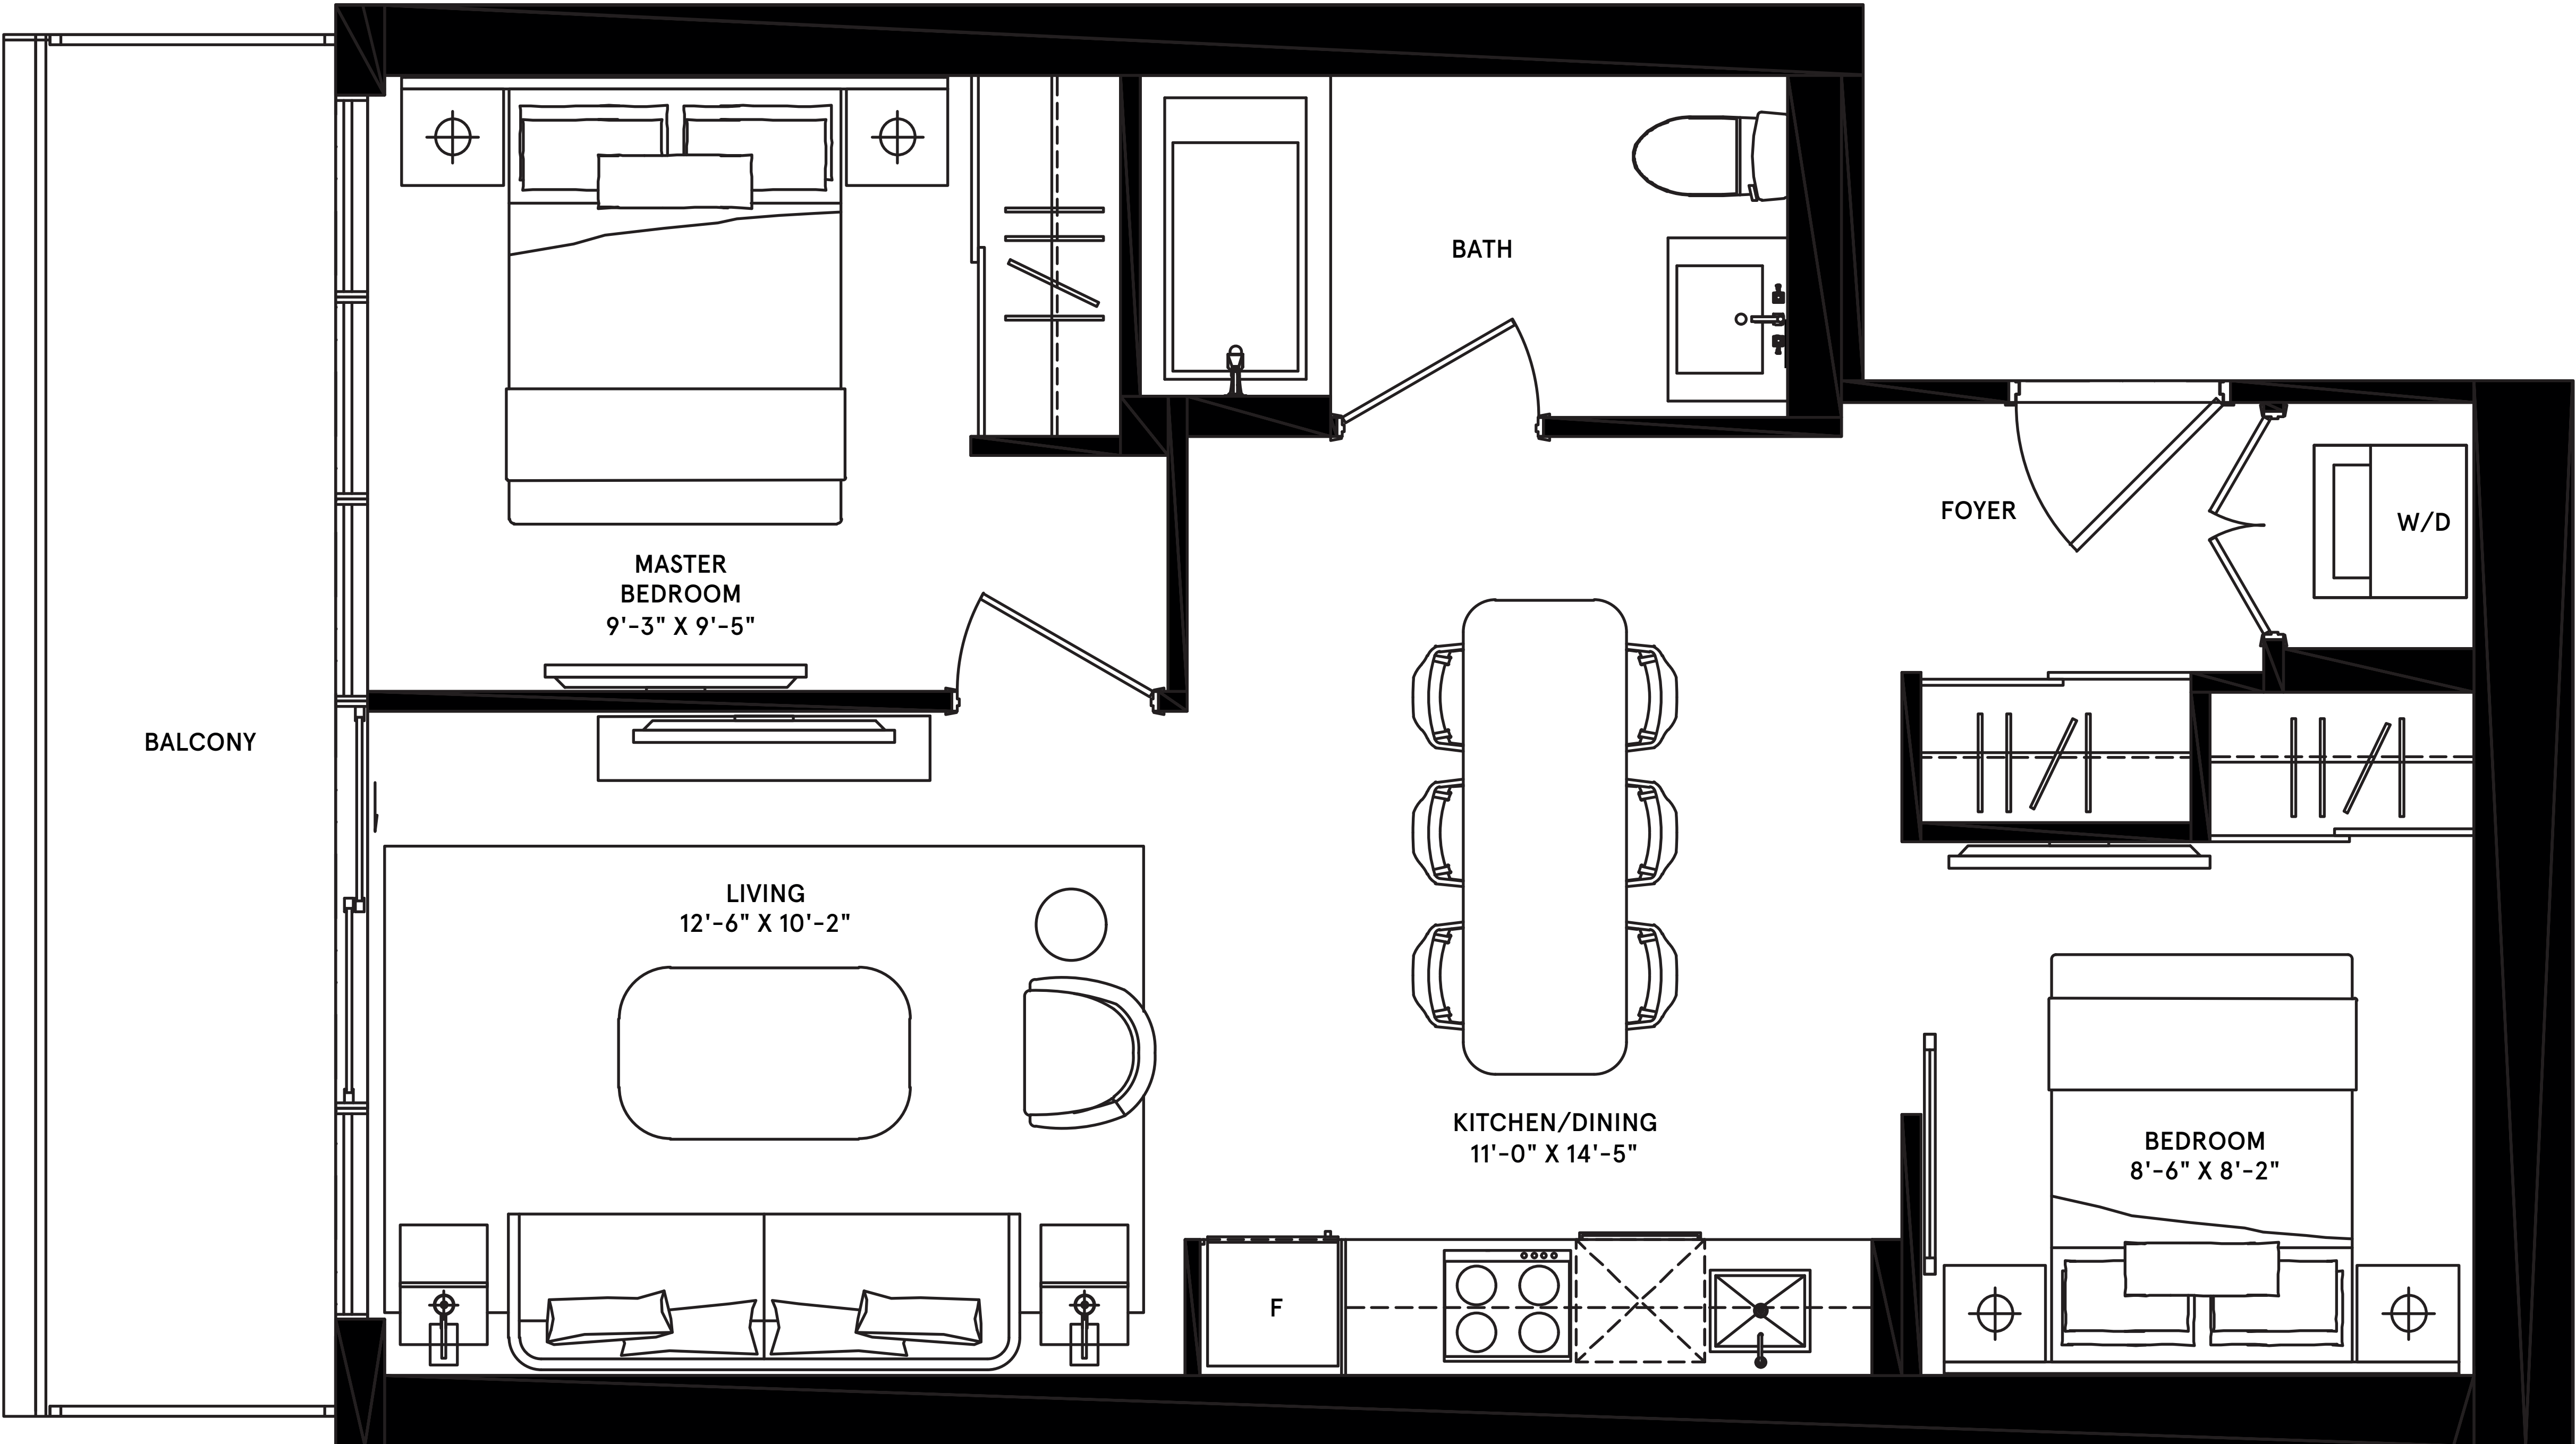 BATH
FOYER
W/D
MASTER
BEDROOM
9'-3" X 9'-5"
BALCONY
LIVING
12'-6" X 10'-2"
KITCHEN/DINING
11'-0" X 14'-5"
BEDROOM
8'-6" X 8'-2"
F